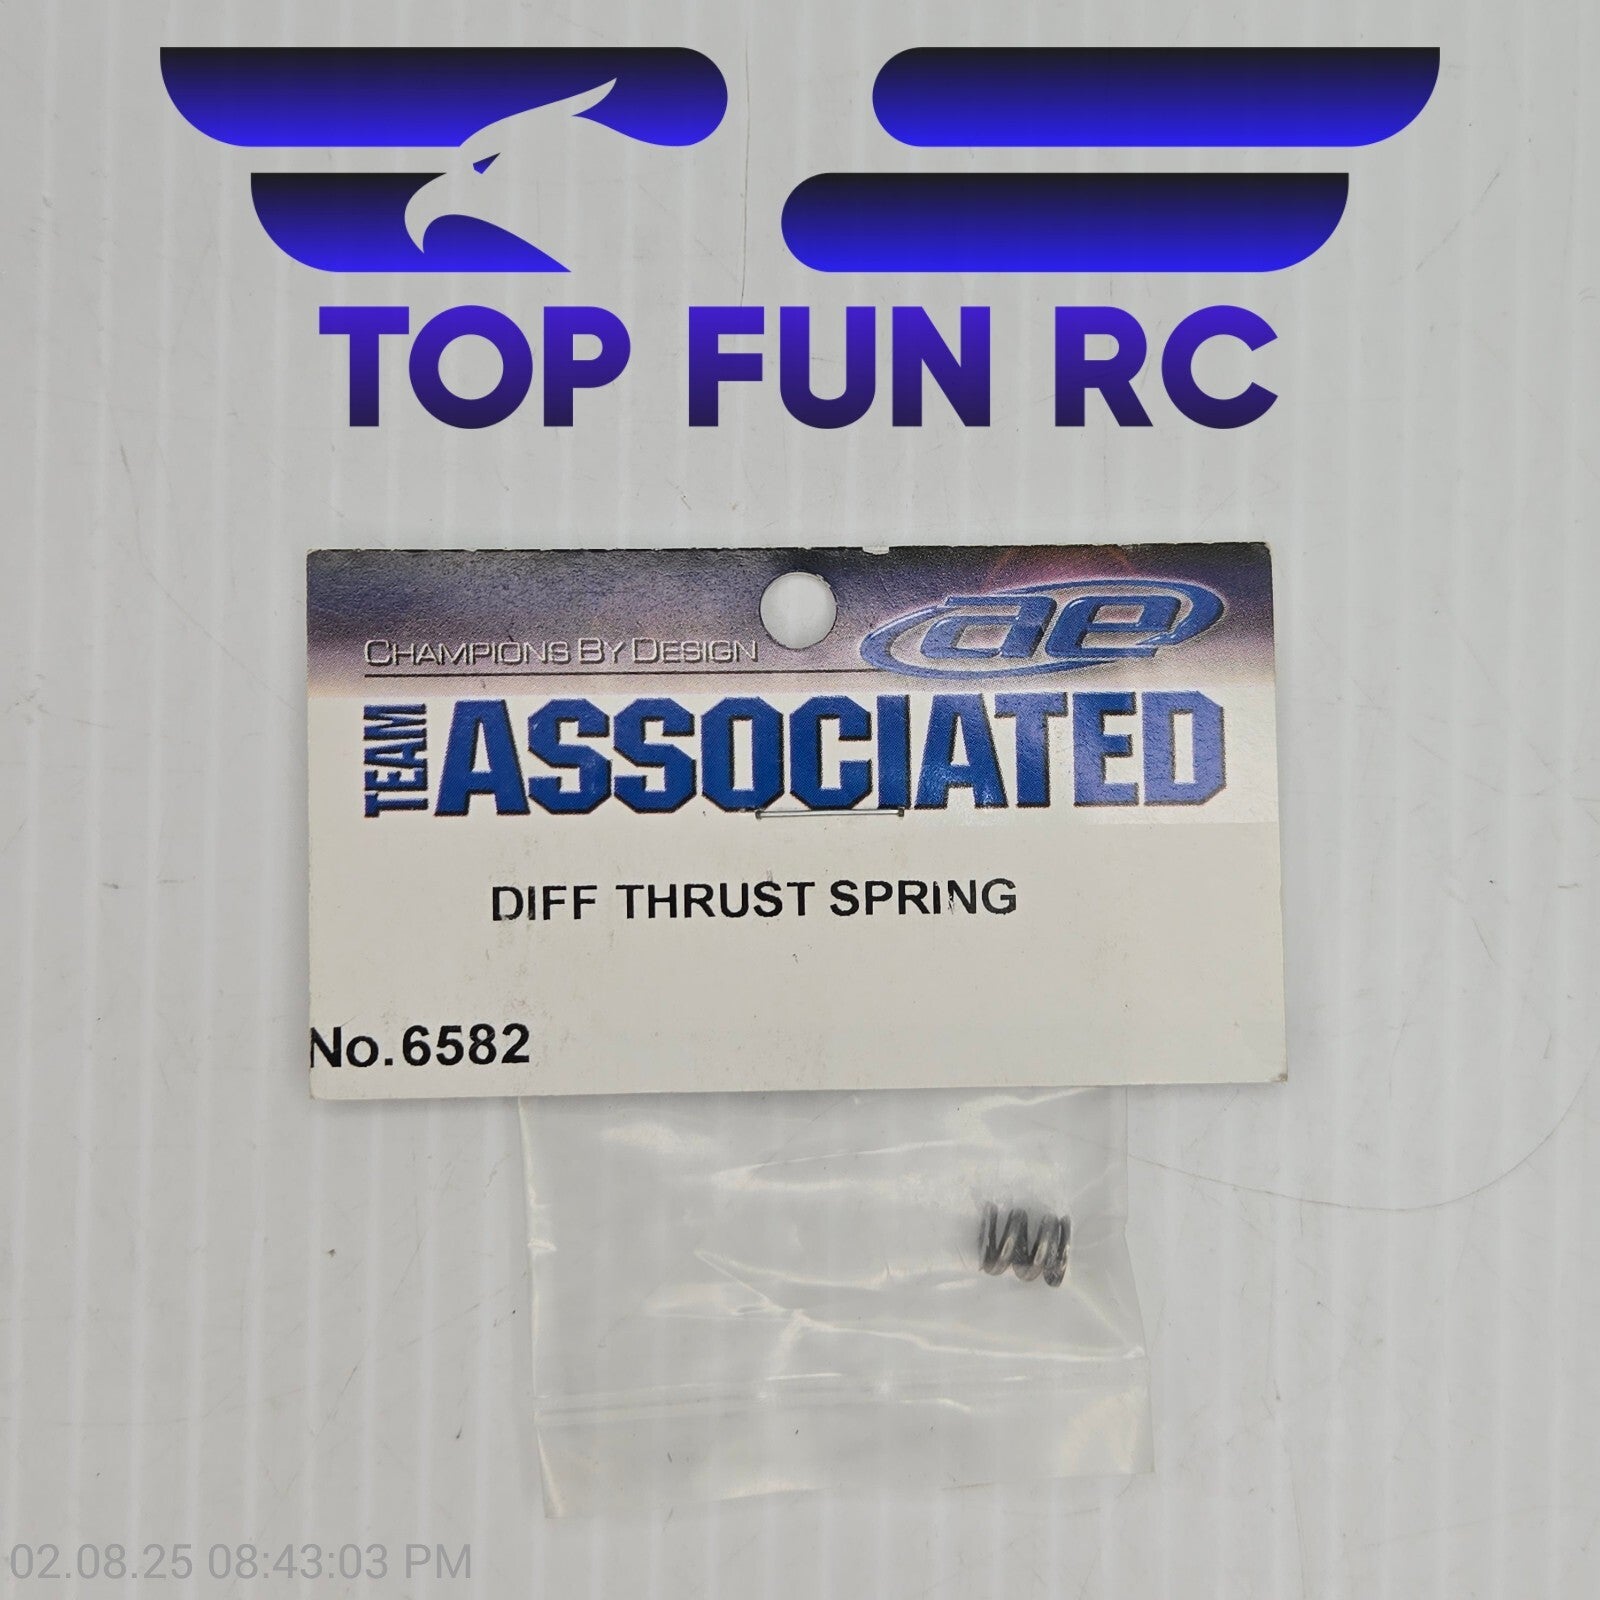 TOP FUN RC
CHAMPIONS BY DESIGN
ae
TEAM ASSOCIATED
DIFF THRUST SPRING
No.6582
02.08.25 08:43:03 PM